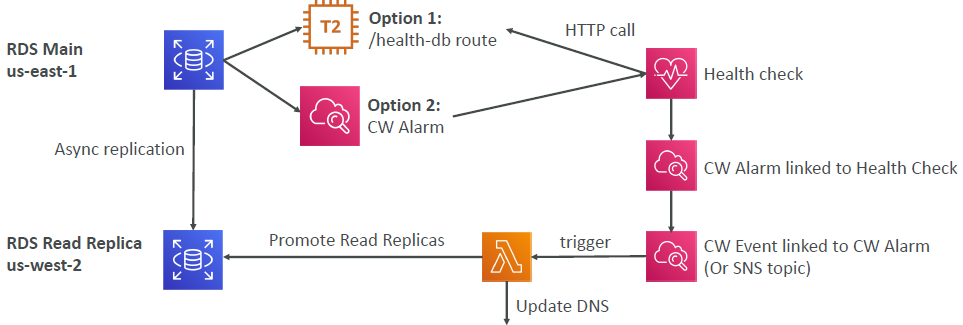 T2
Option 1:
/health-db route
HTTP call
RDS Main
us-east-1
Health check
Option 2:
CW Alarm
Async replication
CW Alarm linked to Health Check
RDS Read Replica
us-west-2
Promote Read Replicas
trigger
CW Event linked to CW Alarm
(Or SNS topic)
Update DNS